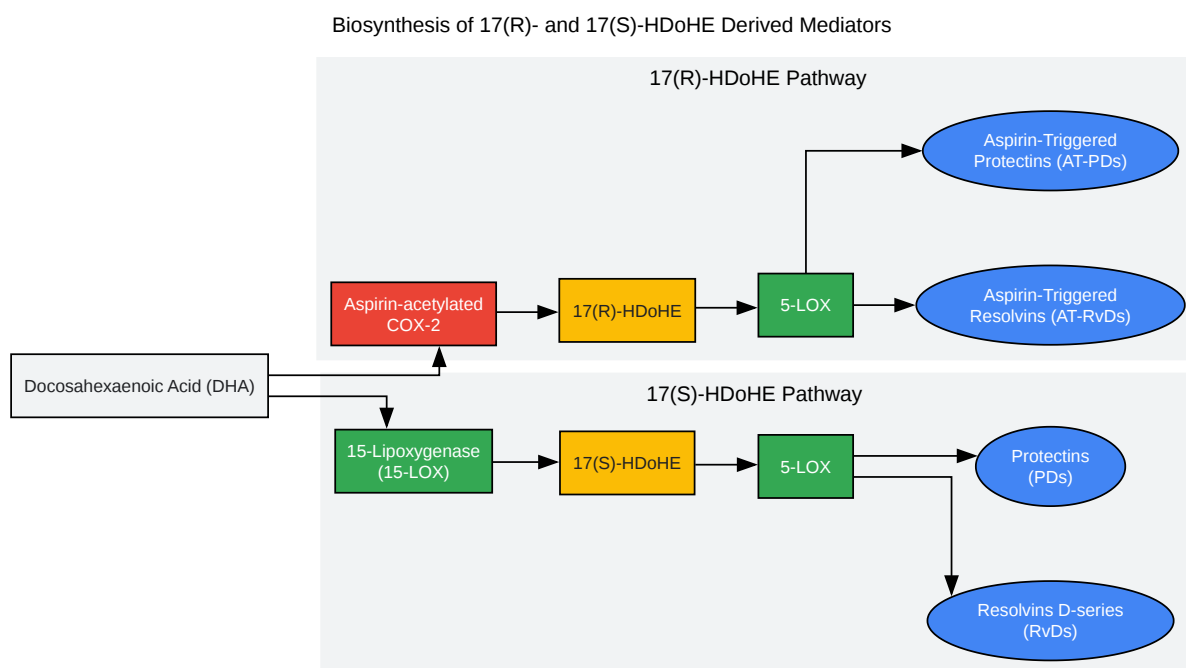 Biosynthesis of 17(R)- and 17(S)-HDoHE Derived Mediators
17(R)-HDoHE Pathway
Aspirin-Triggered
Protectins (AT-PDs)
Aspirin-acetylated
COX-2
17(R)-HDoHE
5-LOX
Aspirin-Triggered
Resolvins (AT-RvDs)
Docosahexaenoic Acid (DHA)
17(S)-HDoHE Pathway
15-Lipoxygenase
(15-LOX)
17(S)-HDoHE
5-LOX
Protectins
(PDs)
Resolvins D-series
(RvDs)